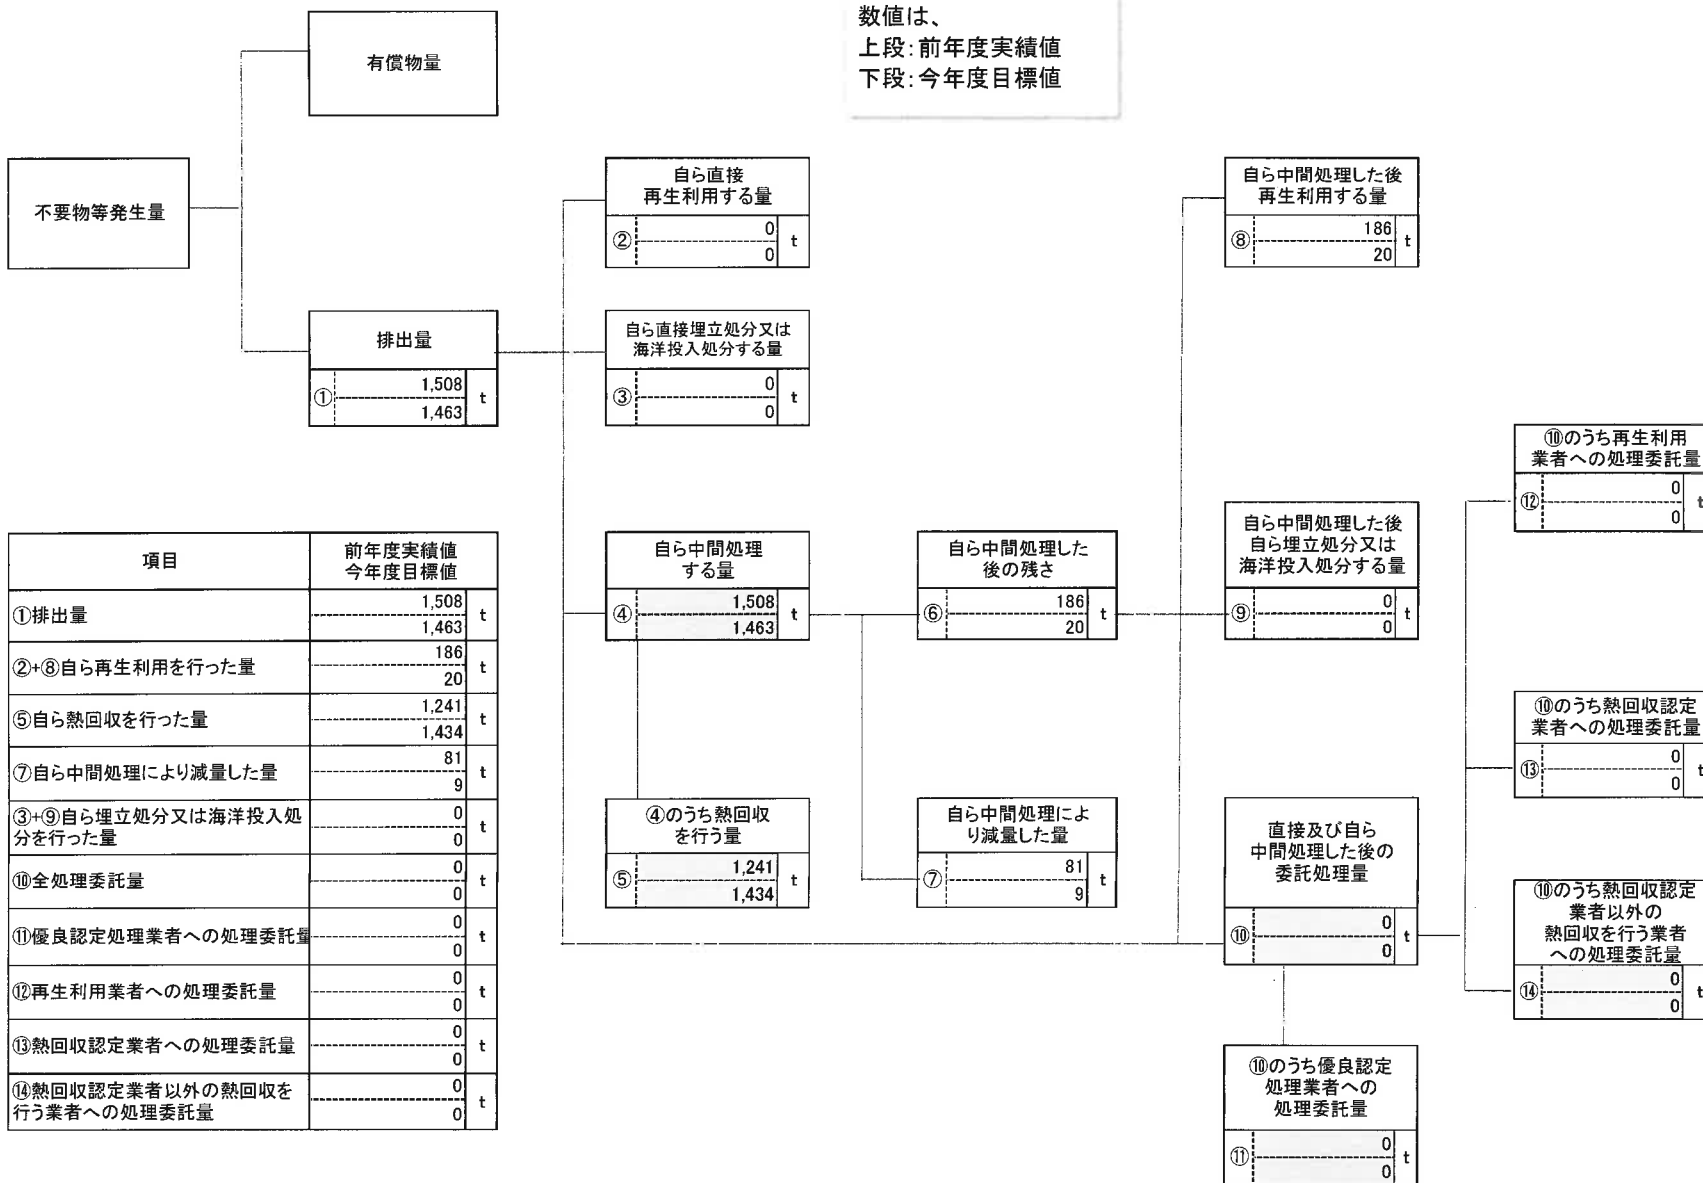 数値は、
上段：前年度実績値
下段：今年度目標値
有償物量
不要物等発生量
排出量
①
1,508
1,463
t
自ら直接
再生利用する量
②
0
0
t
自ら直接埋立処分又は
海洋投入処分する量
③
0
0
t
自ら中間処理
する量
④
1,508
1,463
t
④のうち熱回収
を行う量
⑤
1,241
1,434
t
自ら中間処理した
後の残さ
⑥
186
20
t
自ら中間処理によ
り減量した量
⑦
81
9
t
自ら中間処理した後
再生利用する量
⑧
186
20
t
自ら中間処理した後
自ら埋立処分又は
海洋投入処分する量
⑨
0
0
t
直接及び自ら
中間処理した後の
委託処理量
⑩
0
0
t
⑩のうち優良認定
処理業者への
処理委託量
⑪
0
0
t
⑩のうち再生利用
業者への処理委託量
⑫
0
0
t
⑩のうち熱回収認定
業者への処理委託量
⑬
0
0
t
⑩のうち熱回収認定
業者以外の
熱回収を行う業者
への処理委託量
⑭
0
0
t
項目
前年度実績値
今年度目標値
①排出量
1,508
1,463
t
②+⑧自ら再生利用を行った量
186
20
t
⑤自ら熱回収を行った量
1,241
1,434
t
⑦自ら中間処理により減量した量
81
9
t
③+⑨自ら埋立処分又は海洋投入処
分を行った量
0
0
t
⑩全処理委託量
0
0
t
⑪優良認定処理業者への処理委託量
0
0
t
⑫再生利用業者への処理委託量
0
0
t
⑬熱回収認定業者への処理委託量
0
0
t
⑭熱回収認定業者以外の熱回収を
行う業者への処理委託量
0
0
t